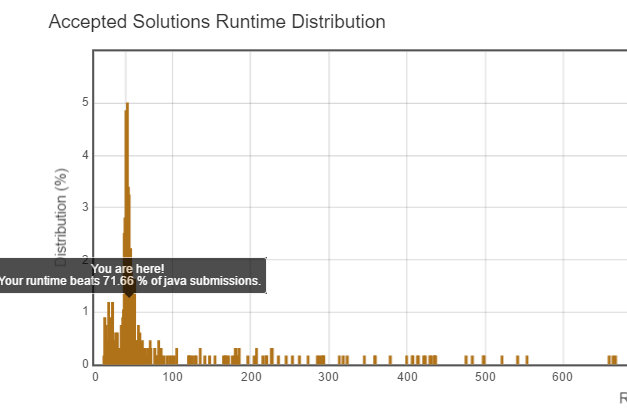 Accepted Solutions Runtime Distribution
Distribution (%)
5
4
3
2
1
0
You are here!
Your runtime beats 71.66 % of java submissions.
0 100 200 300 400 500 600
R